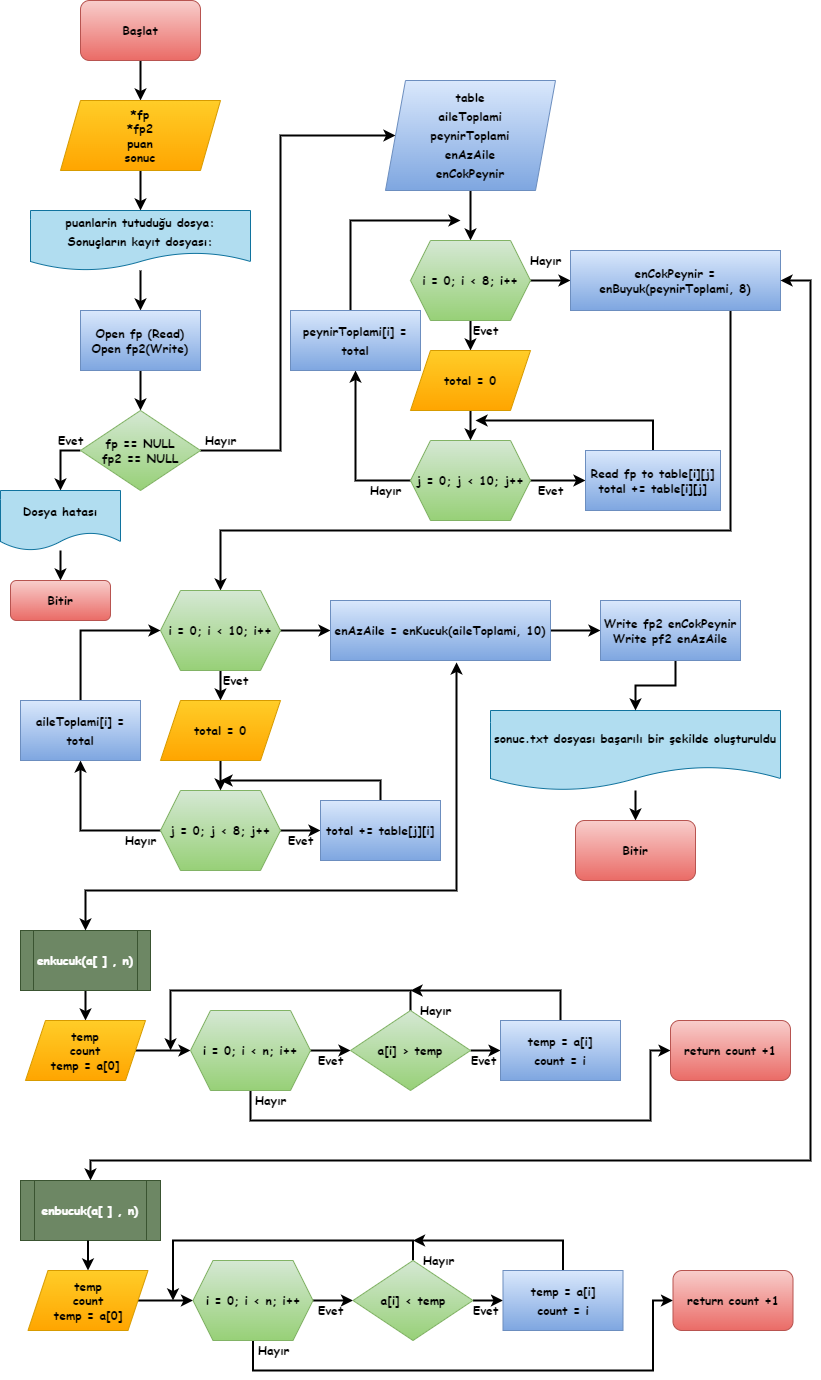 Başlat
*fp
*fp2
puan
sonuc
puanlarin tutuduğu dosya:
Sonuçların kayıt dosyası:
Open fp (Read)
Open fp2(Write)
fp == NULL
fp2 == NULL
Evet
Hayır
Dosya hatası
Bitir
table
aileToplami
peynirToplami
enAzAile
enCokPeynir
i = 0; i < 8; i++
Hayır
enCokPeynir =
enBuyuk(peynirToplami, 8)
Evet
peynirToplami[i] =
total
total = 0
j = 0; j < 10; j++
Hayır
Evet
Read fp to table[i][j]
total += table[i][j]
i = 0; i < 10; i++
enAzAile = enKucuk(aileToplami, 10)
Write fp2 enCokPeynir
Write pf2 enAzAile
Evet
aileToplami[i] =
total
total = 0
sonuc.txt dosyası başarılı bir şekilde oluşturuldu
j = 0; j < 8; j++
Hayır
Evet
total += table[j][i]
Bitir
enkucuk(a[ ] , n)
temp
count
temp = a[0]
i = 0; i < n; i++
Evet
Hayır
a[i] > temp
Hayır
Evet
temp = a[i]
count = i
return count +1
enbucuk(a[ ] , n)
temp
count
temp = a[0]
i = 0; i < n; i++
Evet
Hayır
a[i] < temp
Hayır
Evet
temp = a[i]
count = i
return count +1